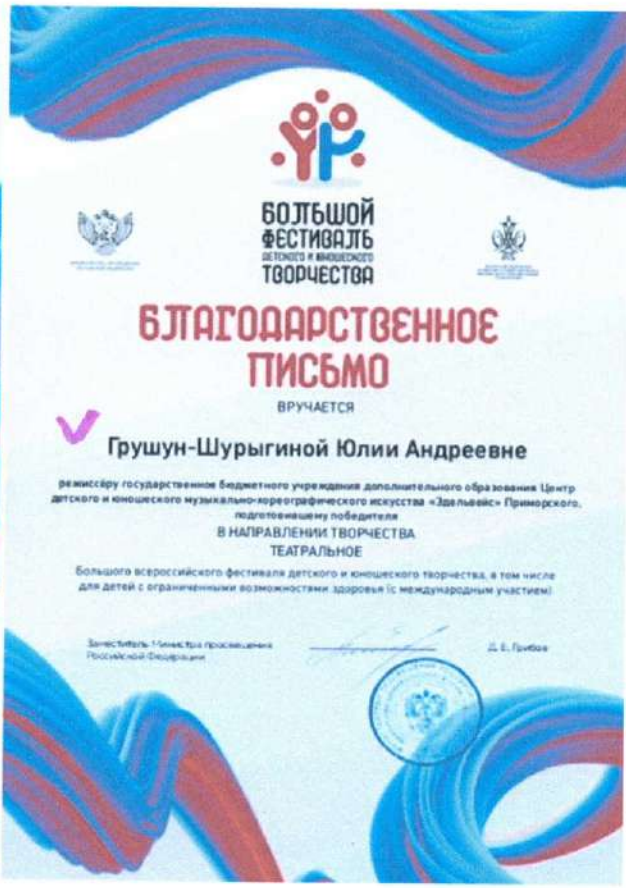 БОЛЬШОЙ
ФЕСТИВАЛЬ
ДЕТСКОГО И ЮНОШЕСКОГО
ТВОРЧЕСТВА
БЛАГОДАРСТВЕННОЕ
ПИСЬМО
ВРУЧАЕТСЯ
Грушун-Шурыгиной Юлии Андреевне
режиссёру государственное бюджетного учреждения дополнительного образования Центр
детского и юношеского музыкально-хореографического искусства «Эдельвейс» Приморского,
подготовившему победителя
В НАПРАВЛЕНИИ ТВОРЧЕСТВА
ТЕАТРАЛЬНОЕ
Большого всероссийского фестиваля детского и юношеского творчества, в том числе
для детей с ограниченными возможностями здоровья (с международным участием)
Заместитель Министра просвещения
Российской Федерации
Д. Е. Грибов